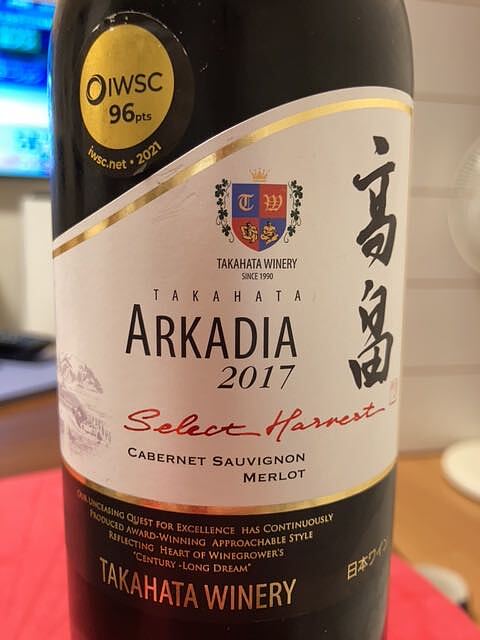 IWSC
96pts
iwsc.net • 2021
T W
TAKAHATA WINERY
SINCE 1990
高畠
TAKAHATA
ARKADIA
2017
Select Harvest
CABERNET SAUVIGNON
MERLOT
OUR UNCEASING QUEST FOR EXCELLENCE HAS CONTINUOUSLY
PRODUCED AWARD-WINNING APPROACHABLE STYLE
REFLECTING HEART OF WINEGROWER'S
"CENTURY -LONG DREAM"
TAKAHATA WINERY
日本ワイン